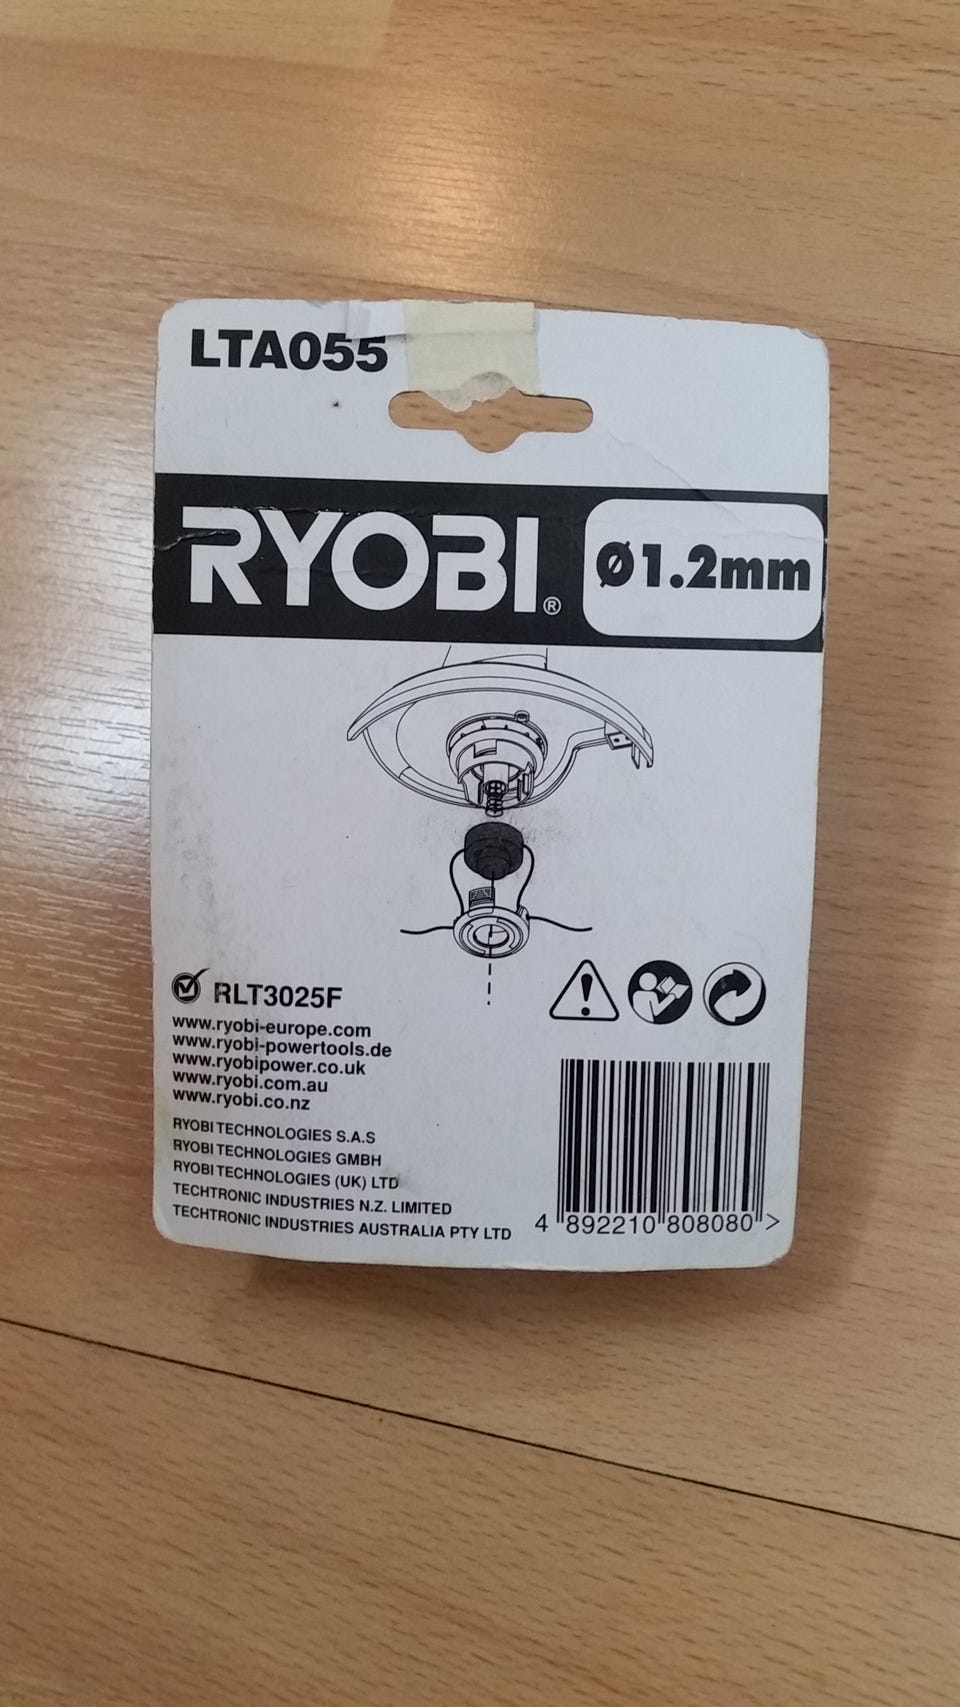 LTA055
RYOBI®
Ø1.2mm
RLT3025F
www.ryobi-europe.com
www.ryobi-powertools.de
www.ryobipower.co.uk
www.ryobi.com.au
www.ryobi.co.nz
RYOBI TECHNOLOGIES S.A.S
RYOBI TECHNOLOGIES GMBH
RYOBI TECHNOLOGIES (UK) LTD
TECHTRONIC INDUSTRIES N.Z. LIMITED
TECHTRONIC INDUSTRIES AUSTRALIA PTY LTD
4 892210 808080 >